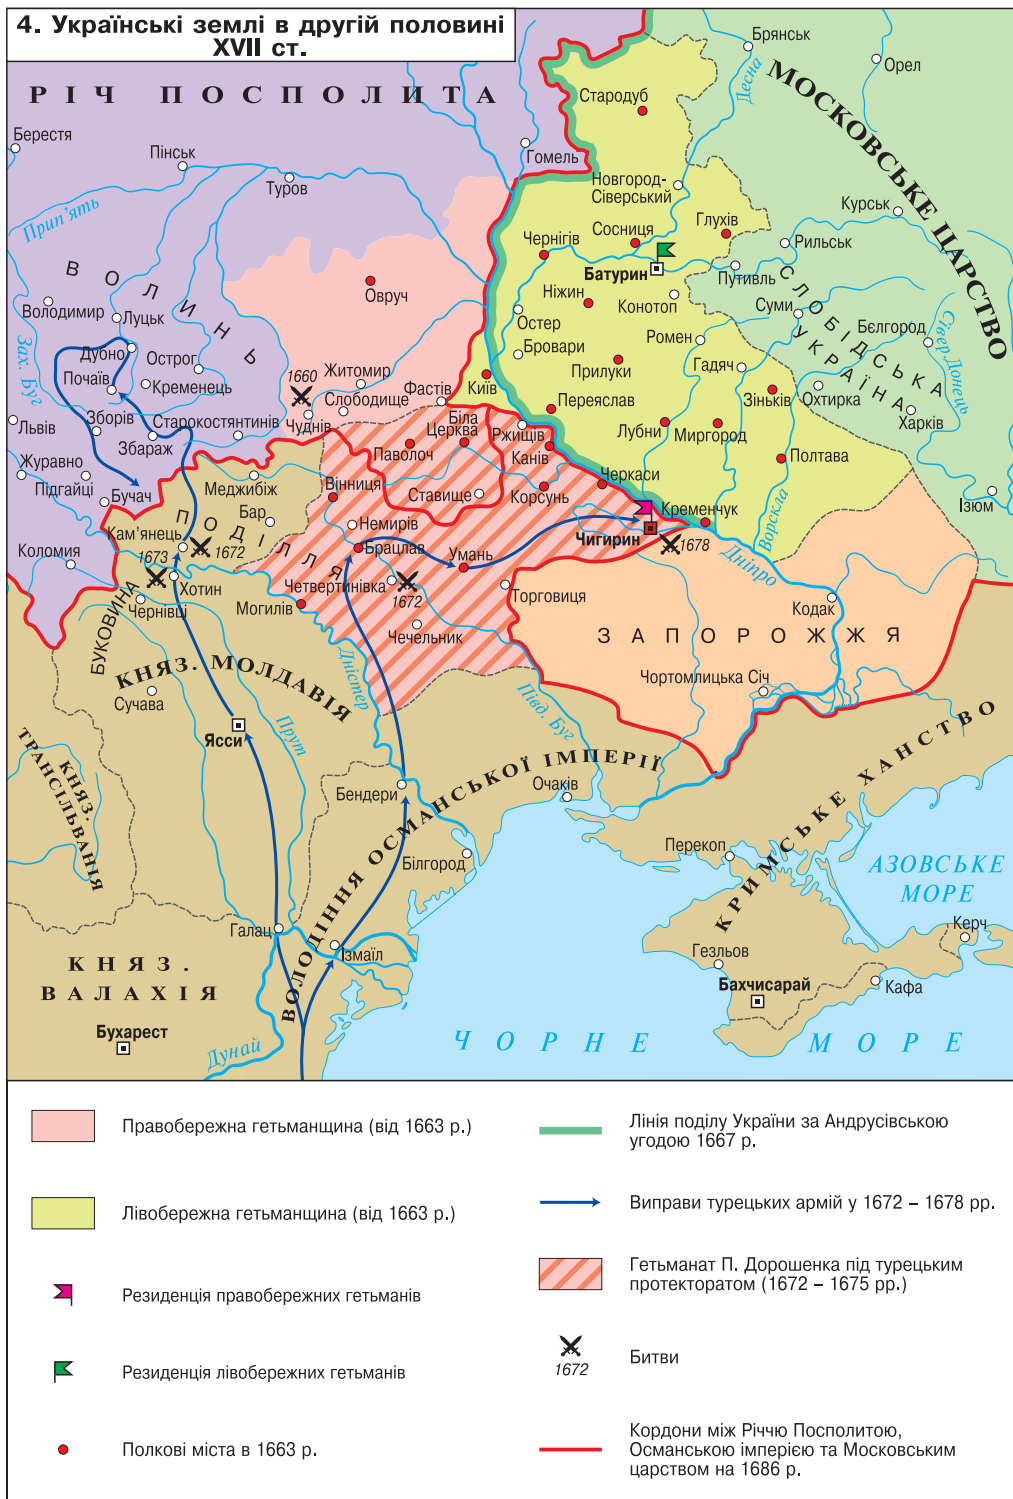 4. Українські землі в другій половині
XVII ст.
РІЧ ПОСПОЛИТА
МОСКОВСЬКЕ ЦАРСТВО
Брянськ
Орел
Десна
Стародуб
Берестя
Пінськ
Туров
Гомель
Прип’ять
Новгород-
Сіверський
Курськ
Глухів
Сосниця
Рильськ
Чернігів
Батурин
Путивль
ВОЛИНЬ
Овруч
Ніжин
Конотоп
СЛОБІДСЬКА
УКРАЇНА
Суми
Володимир
Луцьк
Остер
Ромен
Бєлгород
Сівер. Донець
Зах. Буг
Дубно
Острог
Бровари
Гадяч
Почаїв
Кременець
1660
Житомир
Прилуки
Слободище
Фастів
Київ
Зіньків
Охтирка
Чуднів
Переяслав
Харків
Львів
Зборів
Старокостянтинів
Біла
Церква
Ржищів
Лубни
Миргород
Збараж
Паволоч
Канів
Полтава
Журавно
Підгайці
Меджибіж
Вінниця
Ставище
Корсунь
Черкаси
Бучач
Бар
Ізюм
ПОДІЛЛЯ
Немирів
Кременчук
Ворскла
Кам’янець
1672
Брацлав
Умань
Чигирин
1678
Дніпро
Коломия
1673
Хотин
Четвертинівка
1672
Торговиця
Чернівці
Могилів
Кодак
БУКОВИНА
Чечельник
ЗАПОРОЖЖЯ
КНЯЗ. МОЛДАВІЯ
Дністер
Сучава
Чортомлицька Січ
Півд. Буг
Ясси
Прут
КНЯЗ.
ТРАНСІЛЬВАНІЯ
Бендери
Очаків
ВОЛОДІННЯ ОСМАНСЬКОЇ ІМПЕРІЇ
КРИМСЬКЕ ХАНСТВО
Перекоп
Білгород
АЗОВСЬКЕ
МОРЕ
Галац
Ізмаїл
Керч
Гезльов
КНЯЗ.
ВАЛАХІЯ
Бахчисарай
Кафа
Бухарест
Дунай
ЧОРНЕ МОРЕ
Правобережна гетьманщина (від 1663 р.)
Лівобережна гетьманщина (від 1663 р.)
Резиденція правобережних гетьманів
Резиденція лівобережних гетьманів
Полкові міста в 1663 р.
Лінія поділу України за Андрусівською
угодою 1667 р.
Виправи турецьких армій у 1672 – 1678 рр.
Гетьманат П. Дорошенка під турецьким
протекторатом (1672 – 1675 рр.)
1672
Битви
Кордони між Річчю Посполитою,
Османською імперією та Московським
царством на 1686 р.